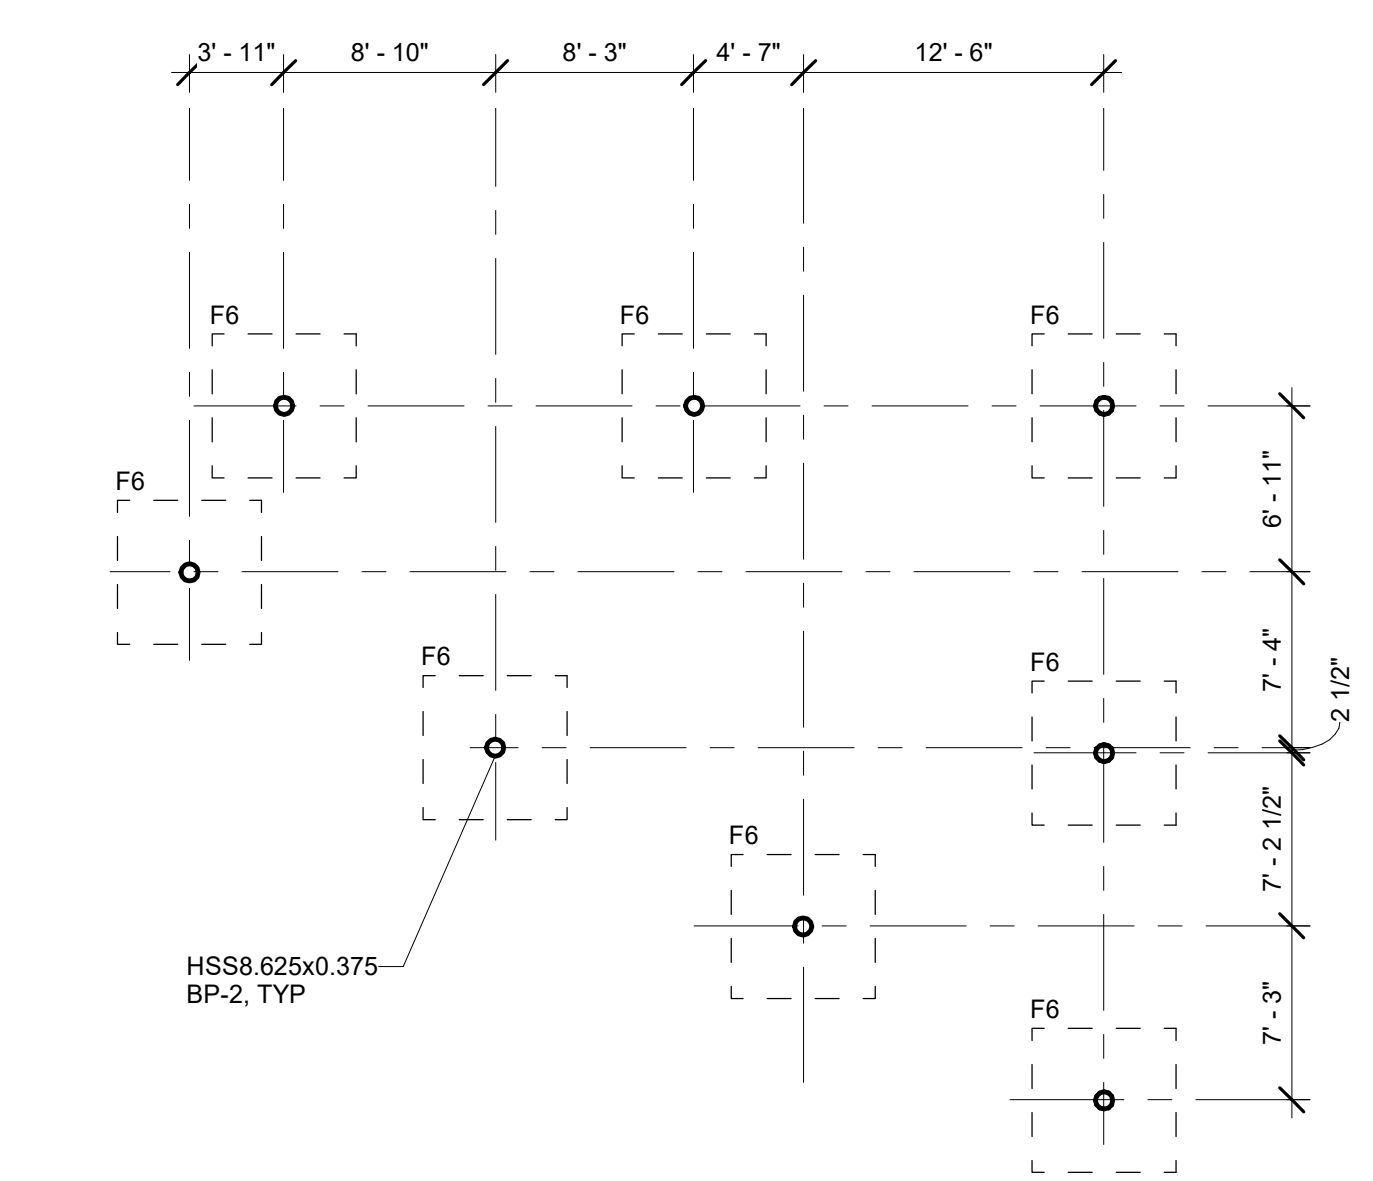 3' - 11"
8' - 10"
8' - 3"
4' - 7"
12' - 6"
F6
F6
F6
6' - 11"
F6
7' - 4"
2 1/2"
F6
F6
7' - 2 1/2"
F6
HSS8.625x0.375
BP-2, TYP
7' - 3"
F6